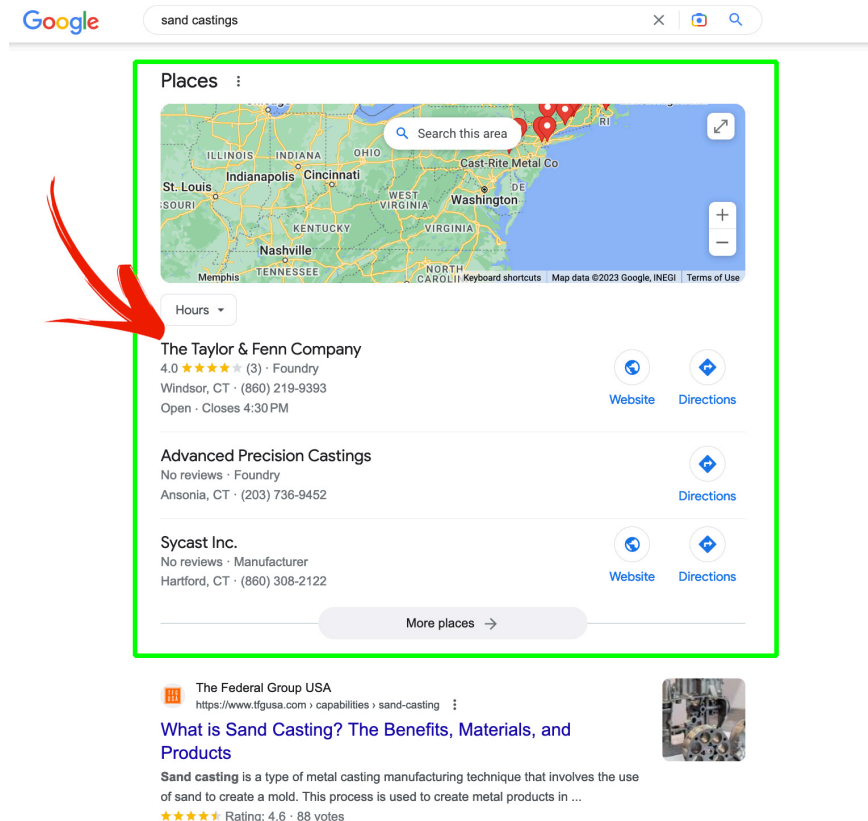 Google
sand castings
Places
Search this area
RI
ILLINOIS
INDIANA
OHIO
Cast-Rite Metal Co
Indianapolis
Cincinnati
St. Louis
WEST
VIRGINIA
DE
Washington
SSOURI
KENTUCKY
VIRGINIA
Nashville
TENNESSEE
NORTH
CAROLI
Memphis
Keyboard shortcuts Map data ©2023 Google, INEGI Terms of Use
Hours
The Taylor & Fenn Company
4.0 (3) · Foundry
Windsor, CT · (860) 219-9393
Open · Closes 4:30 PM
Website Directions
Advanced Precision Castings
No reviews · Foundry
Ansonia, CT · (203) 736-9452
Directions
Sycast Inc.
No reviews · Manufacturer
Hartford, CT · (860) 308-2122
Website Directions
More places →
The Federal Group USA
https://www.tfgusa.com › capabilities › sand-casting
What is Sand Casting? The Benefits, Materials, and
Products
Sand casting is a type of metal casting manufacturing technique that involves the use
of sand to create a mold. This process is used to create metal products in ...
Rating: 4.6 · 88 votes